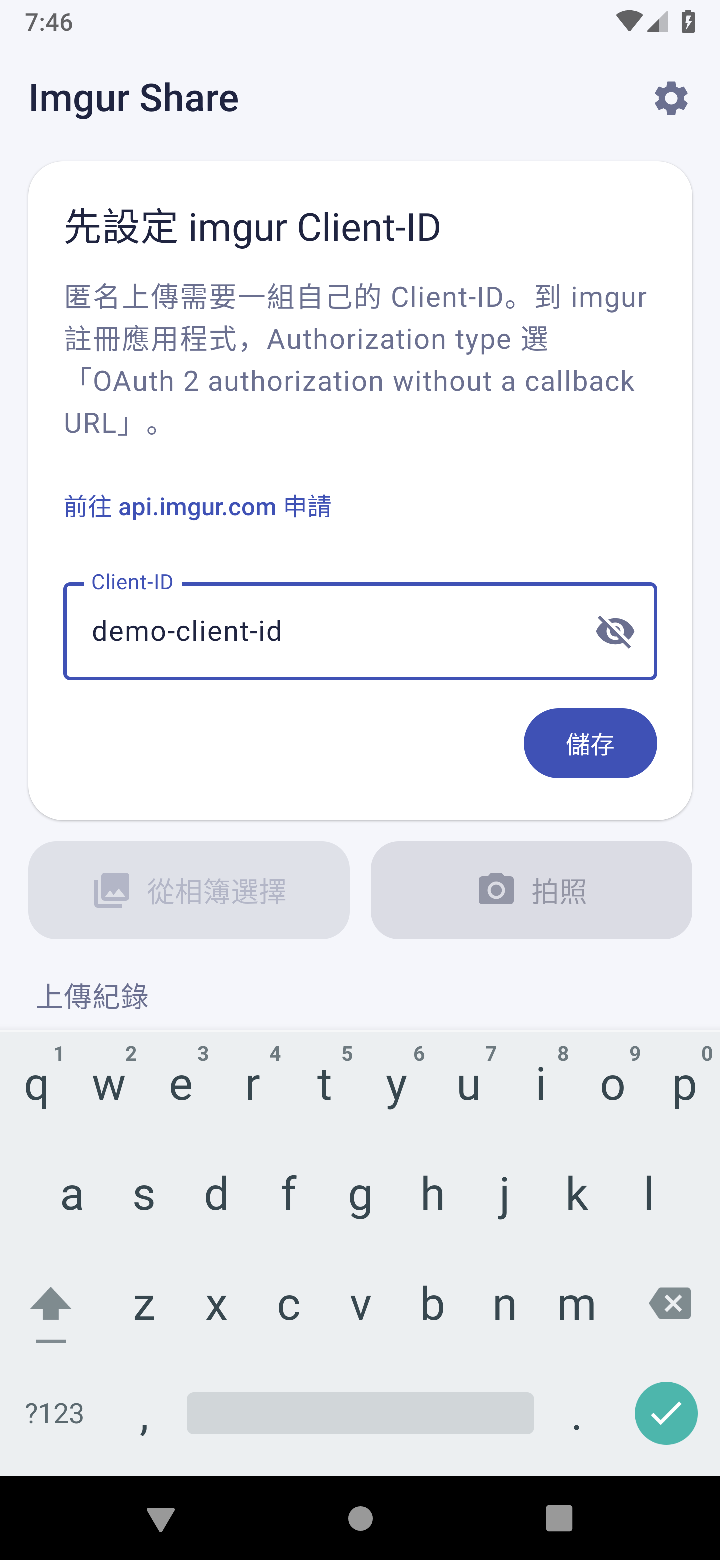 7:46
Imgur Share
先設定 imgur Client-ID
匿名上傳需要一組自己的 Client-ID。到 imgur
註冊應用程式，Authorization type 選
「OAuth 2 authorization without a callback
URL」。
前往 api.imgur.com 申請
Client-ID
demo-client-id
儲存
從相簿選擇 拍照
上傳紀錄
1 2 3 4 5 6 7 8 9 0
q w e r t y u i o p
a s d f g h j k l
z x c v b n m
?123 , .